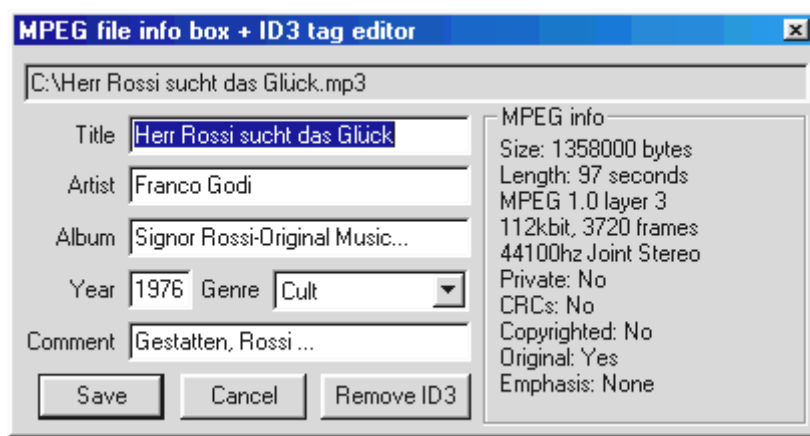 MPEG file info box + ID3 tag editor
C:\Herr Rossi sucht das Glück.mp3
Title Herr Rossi sucht das Glück
Artist Franco Godi
Album Signor Rossi-Original Music...
Year 1976 Genre Cult
Comment Gestatten, Rossi ...
Save Cancel Remove ID3
MPEG info
Size: 1358000 bytes
Length: 97 seconds
MPEG 1.0 layer 3
112kbit, 3720 frames
44100hz Joint Stereo
Private: No
CRCs: No
Copyrighted: No
Original: Yes
Emphasis: None